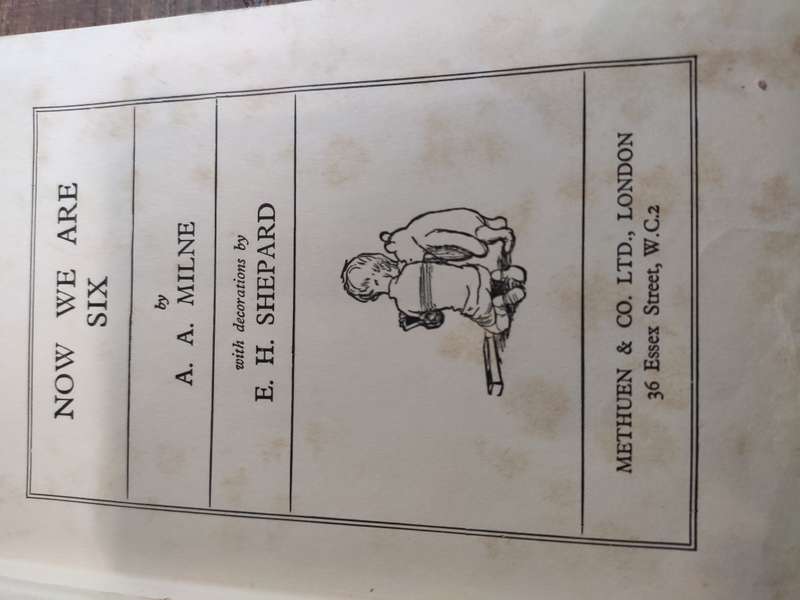 NOW WE ARE
SIX
by
A. A. MILNE
with decorations by
E. H. SHEPARD
METHUEN & CO. LTD., LONDON
36 Essex Street, W.C.2